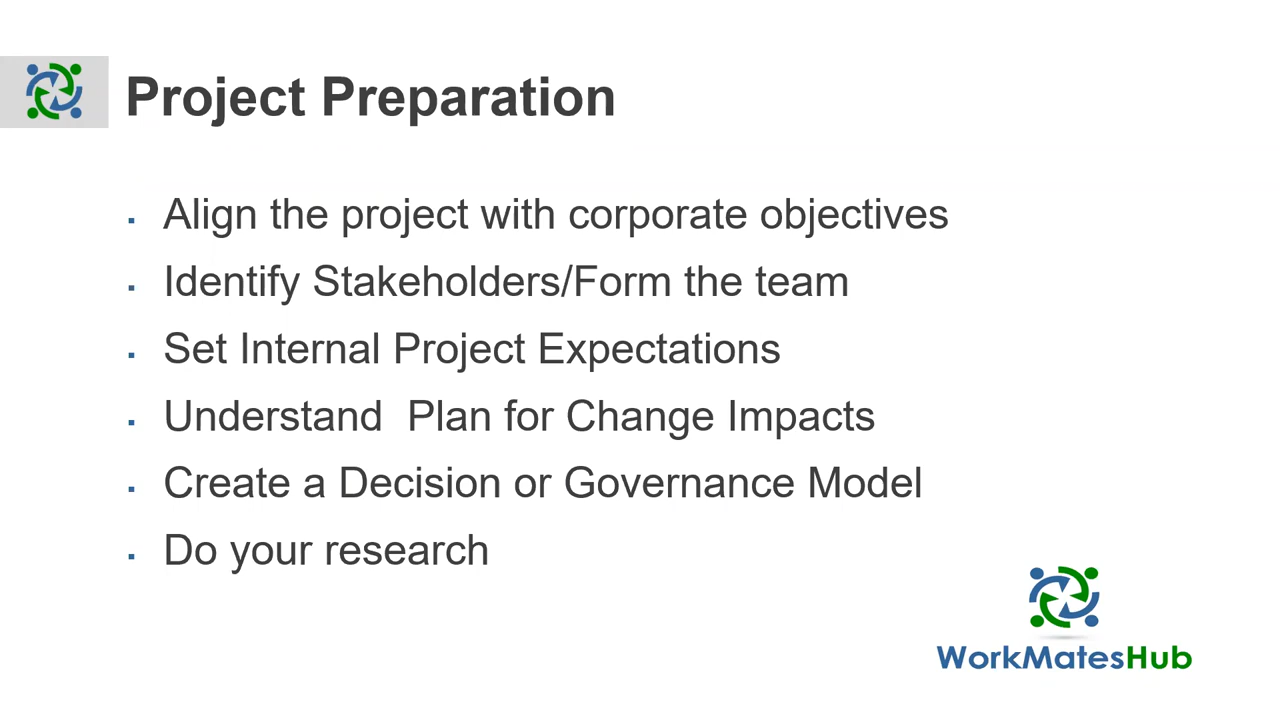 Project Preparation
▪ Align the project with corporate objectives
▪ Identify Stakeholders/Form the team
▪ Set Internal Project Expectations
▪ Understand  Plan for Change Impacts
▪ Create a Decision or Governance Model
▪ Do your research
WorkMatesHub